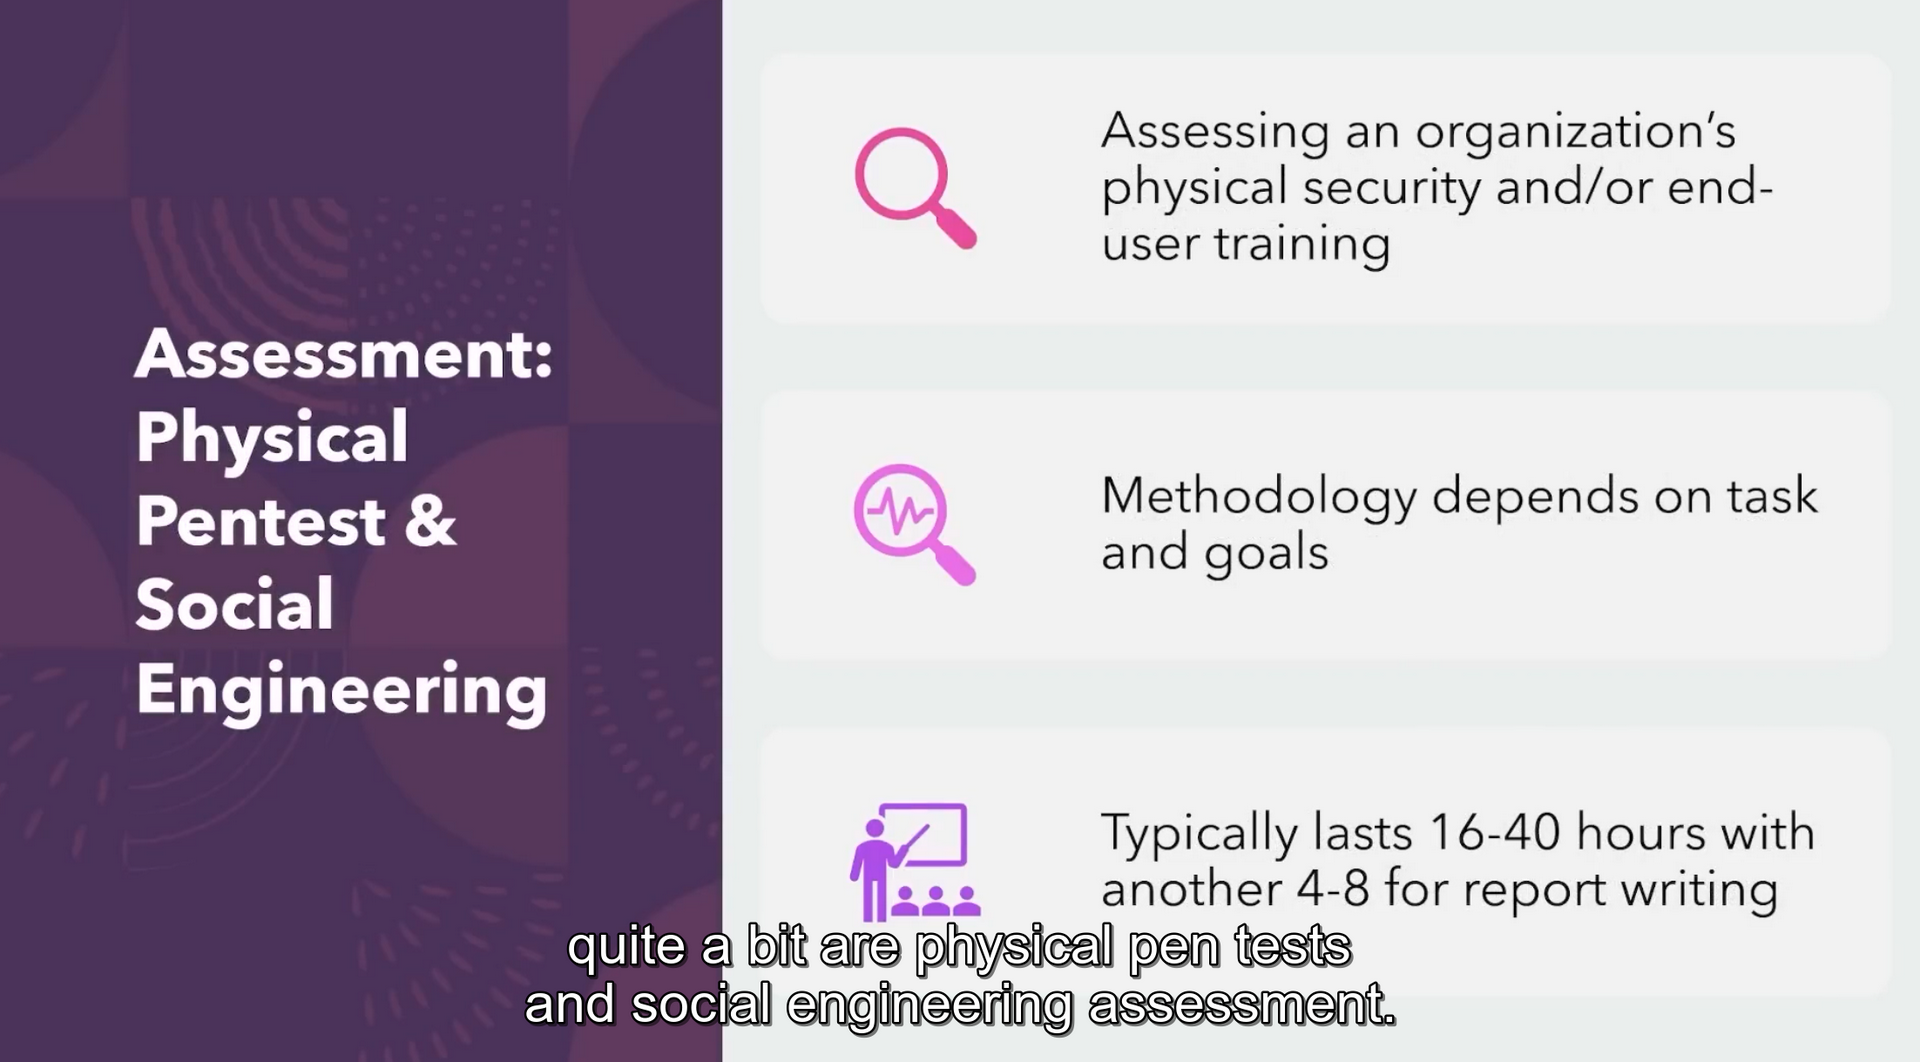 Assessment:
Physical
Pentest &
Social
Engineering
Assessing an organization’s
physical security and/or end-
user training
Methodology depends on task
and goals
Typically lasts 16-40 hours with
another 4-8 for report writing
quite a bit are physical pen tests
and social engineering assessment.